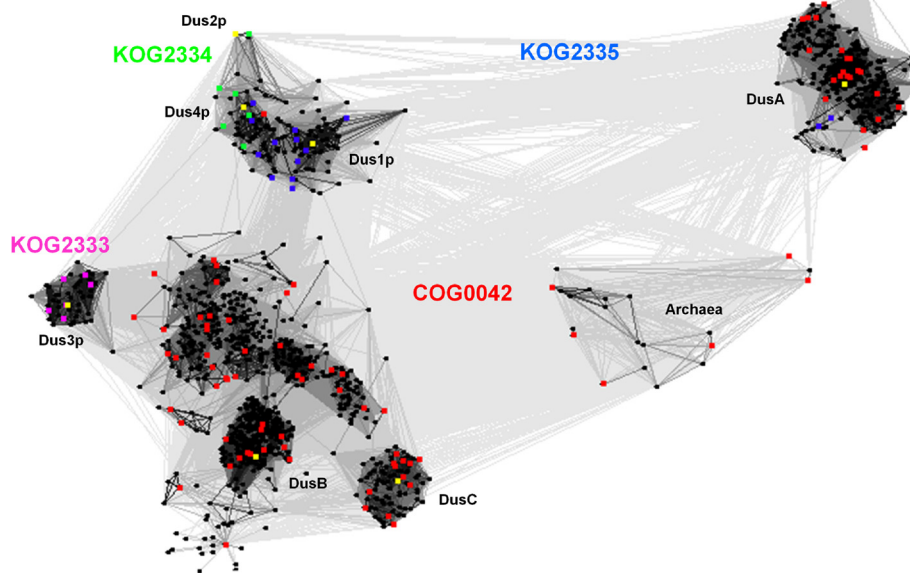 Dus2p
KOG2334
KOG2335
DusA
Dus4p
Dus1p
KOG2333
COG0042
Archaea
Dus3p
DusB
DusC